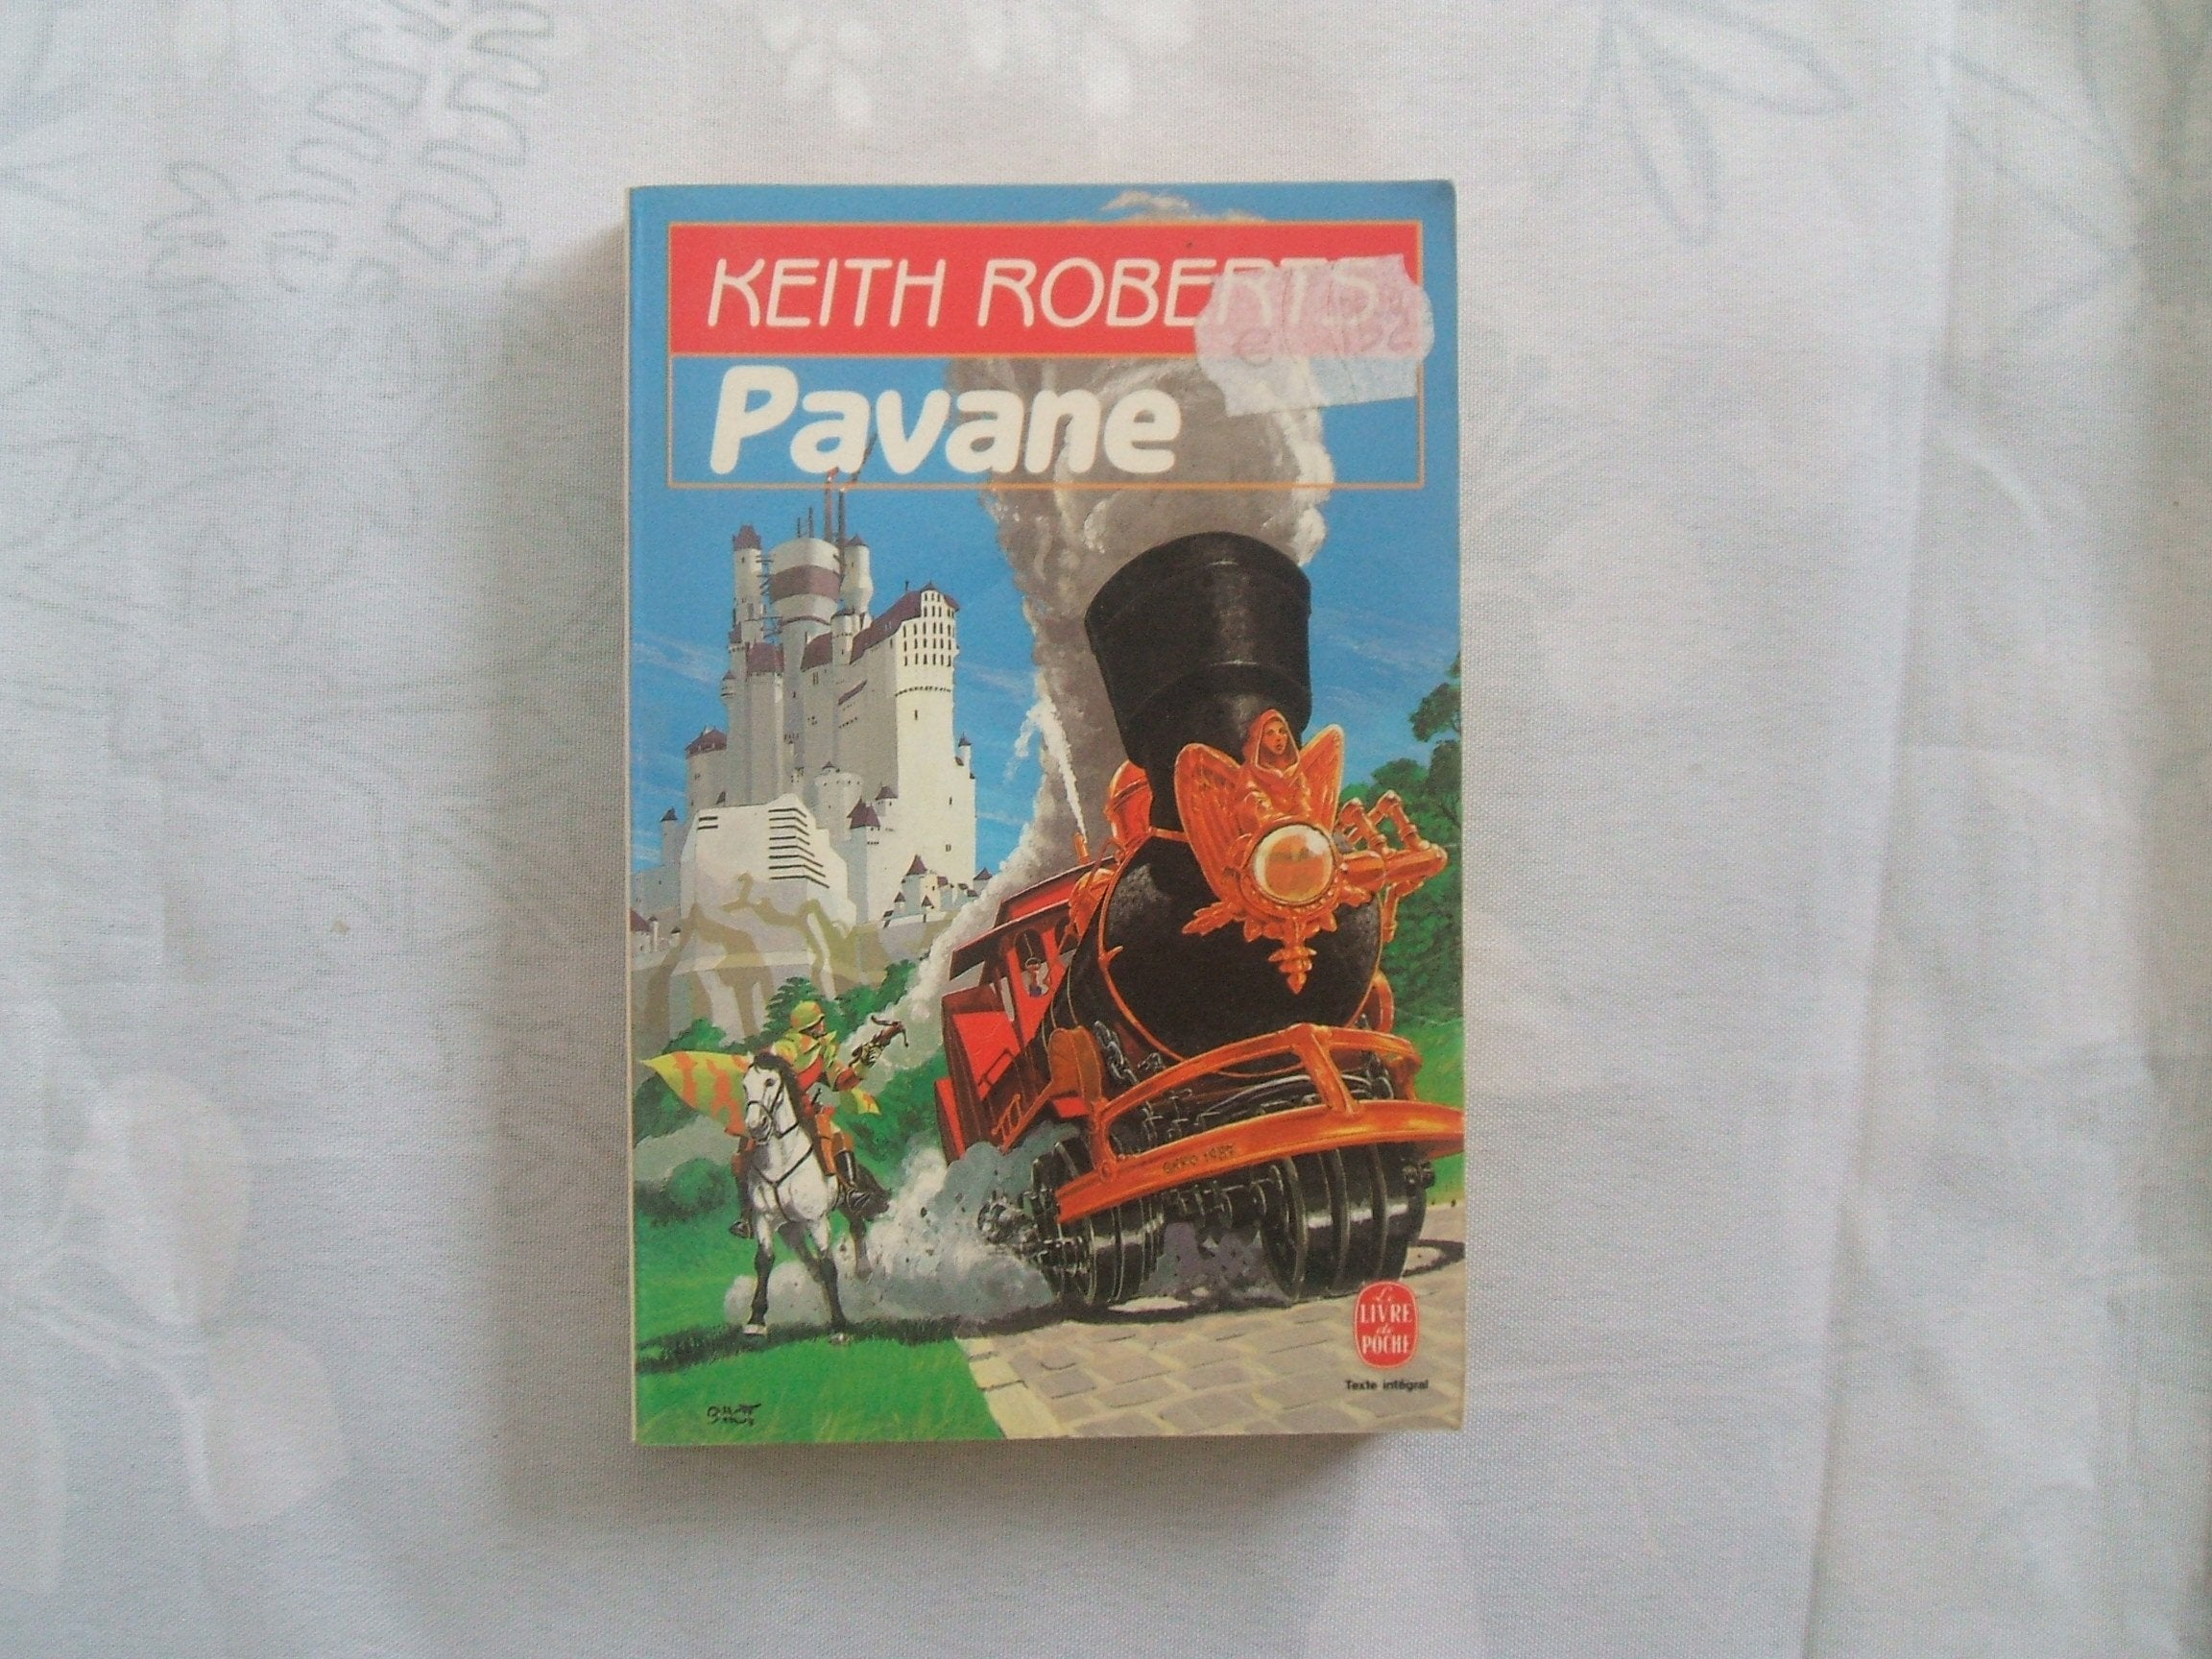 KEITH ROBERTS
Pavane
Le
LIVRE
de
POCHE
Texte intégral